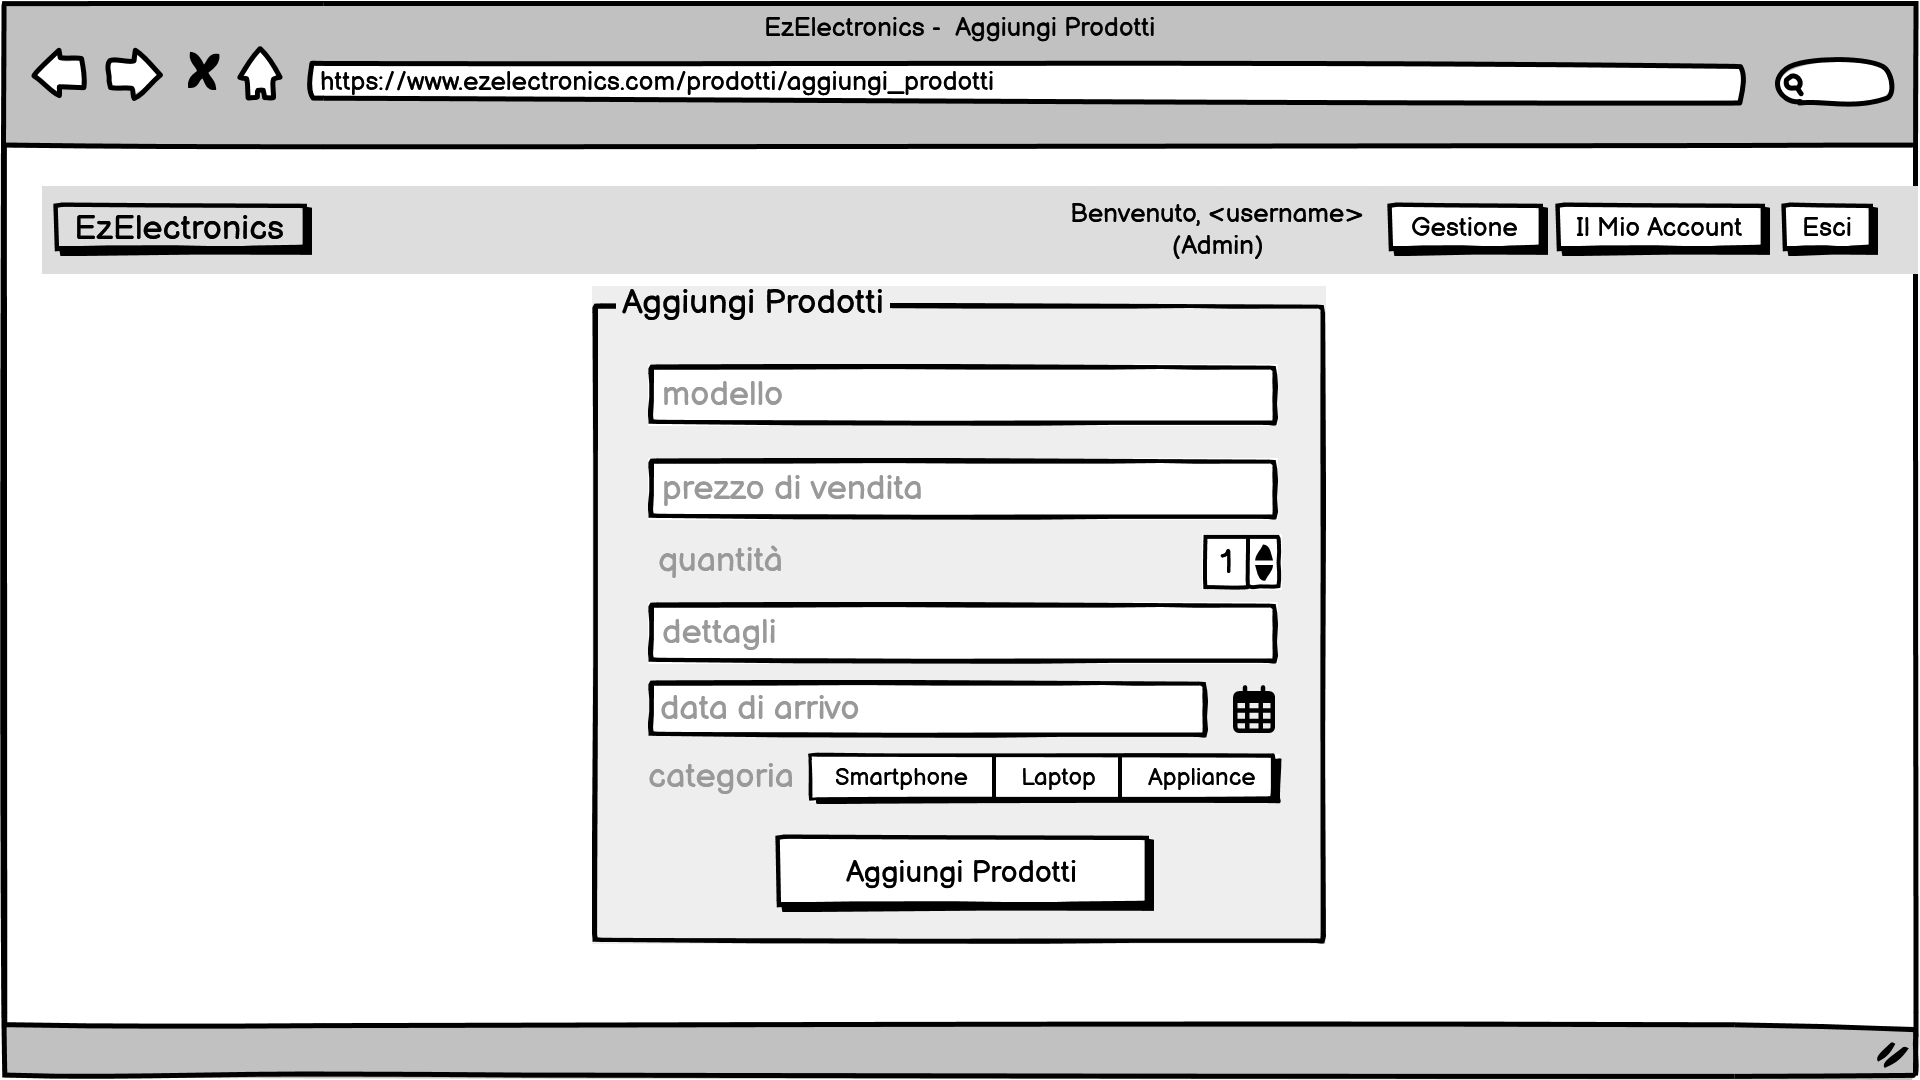 EzElectronics - Aggiungi Prodotti
https://www.ezelectronics.com/prodotti/aggiungi_prodotti
EzElectronics
Benvenuto, <username>
(Admin)
Gestione
Il Mio Account
Esci
Aggiungi Prodotti
modello
prezzo di vendita
quantità
1
dettagli
data di arrivo
categoria
Smartphone
Laptop
Appliance
Aggiungi Prodotti